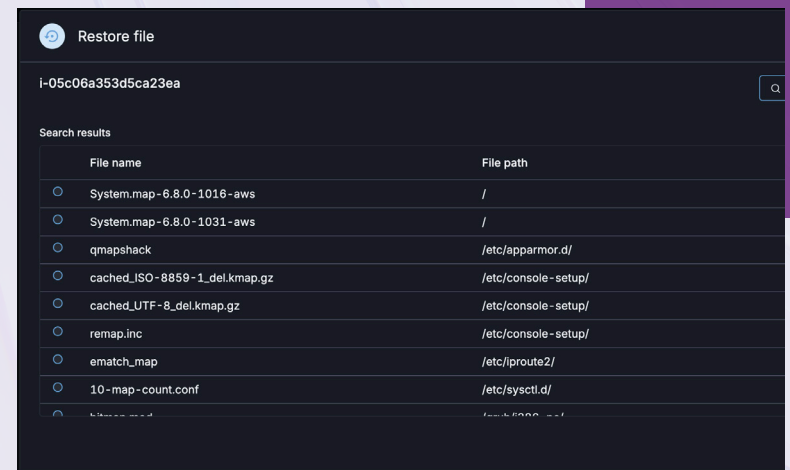 Restore file
i-05c06a353d5ca23ea
Search results
File name File path
System.map-6.8.0-1016-aws /
System.map-6.8.0-1031-aws /
qmapshack /etc/apparmor.d/
cached_ISO-8859-1_del.kmap.gz /etc/console-setup/
cached_UTF-8_del.kmap.gz /etc/console-setup/
remap.inc /etc/console-setup/
ematch_map /etc/iproute2/
10-map-count.conf /etc/sysctl.d/